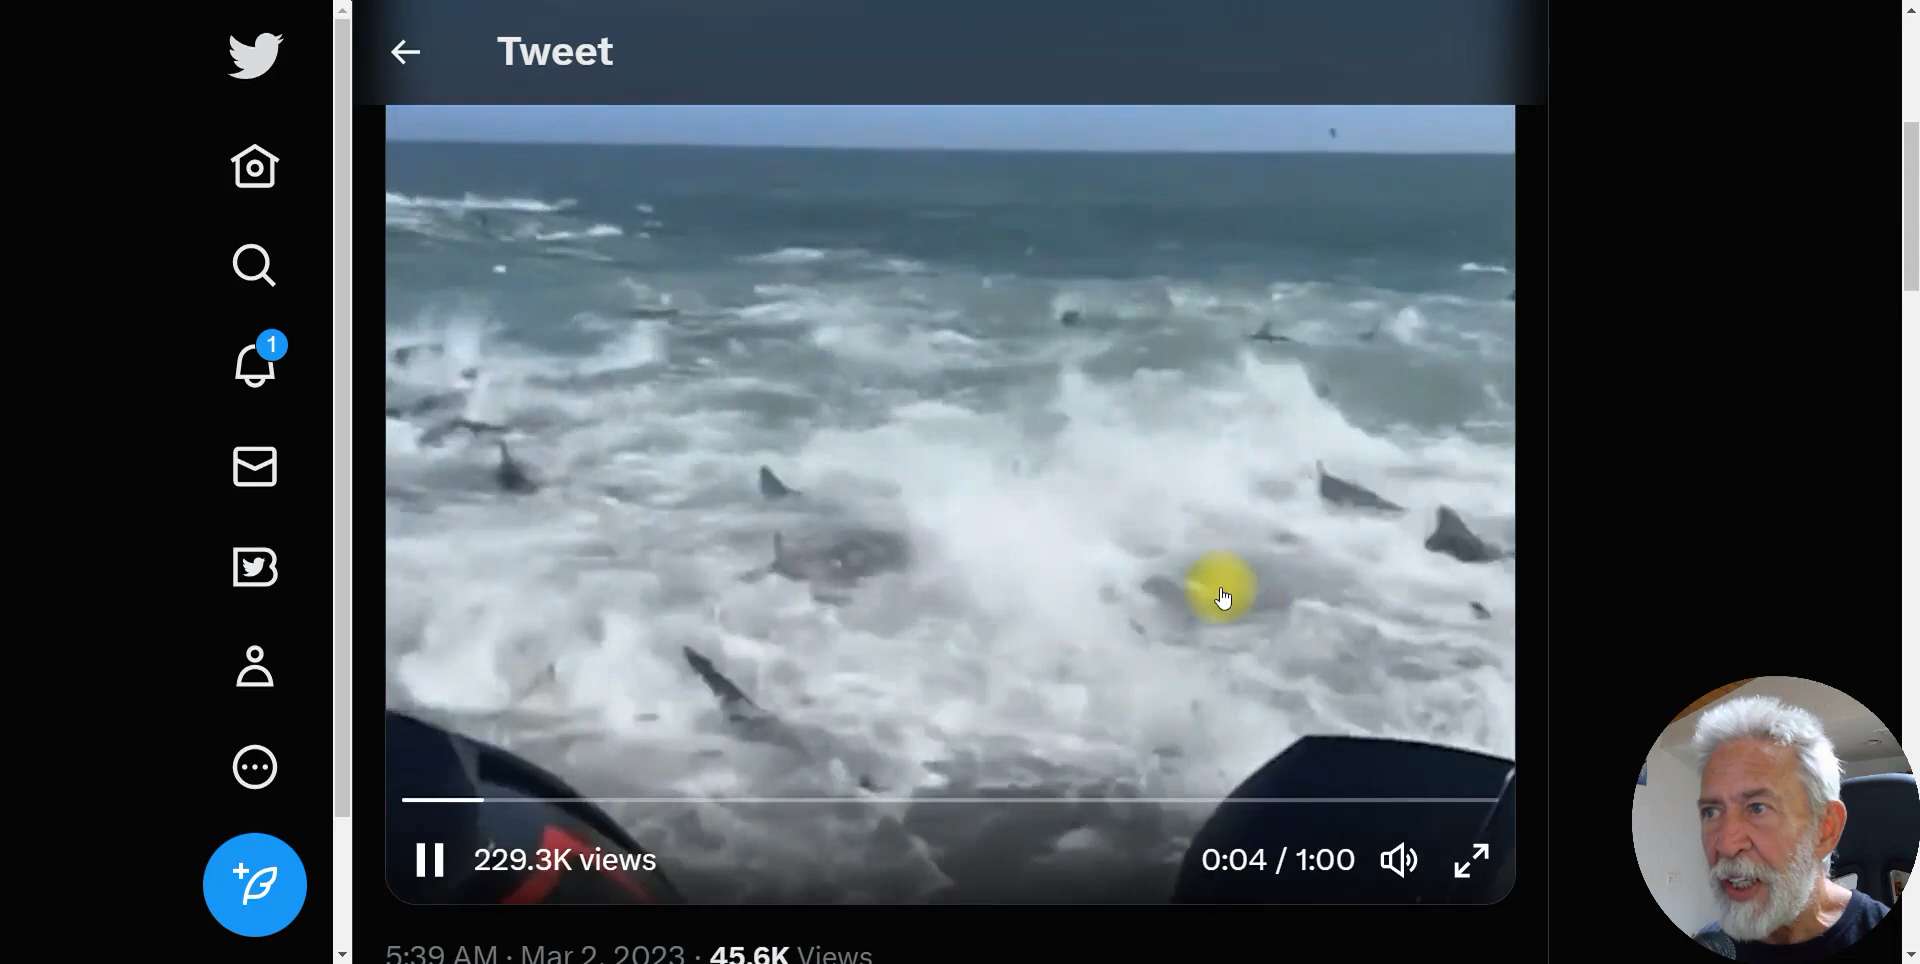 Tweet
1
229.3K views
0:04 / 1:00
5:39 AM · Mar 2, 2023 · 45.6K Views